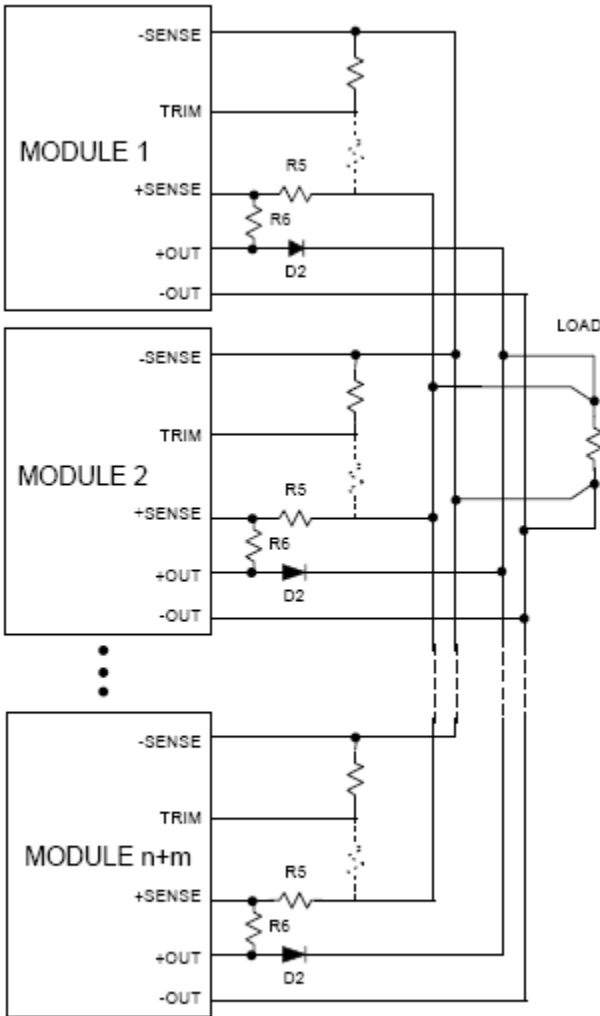 -SENSE
TRIM
MODULE 1
R5
+SENSE
R6
+OUT
D2
-OUT
LOAD
-SENSE
TRIM
MODULE 2
R5
+SENSE
R6
+OUT
D2
-OUT
-SENSE
TRIM
MODULE n+m
R5
+SENSE
R6
+OUT
D2
-OUT